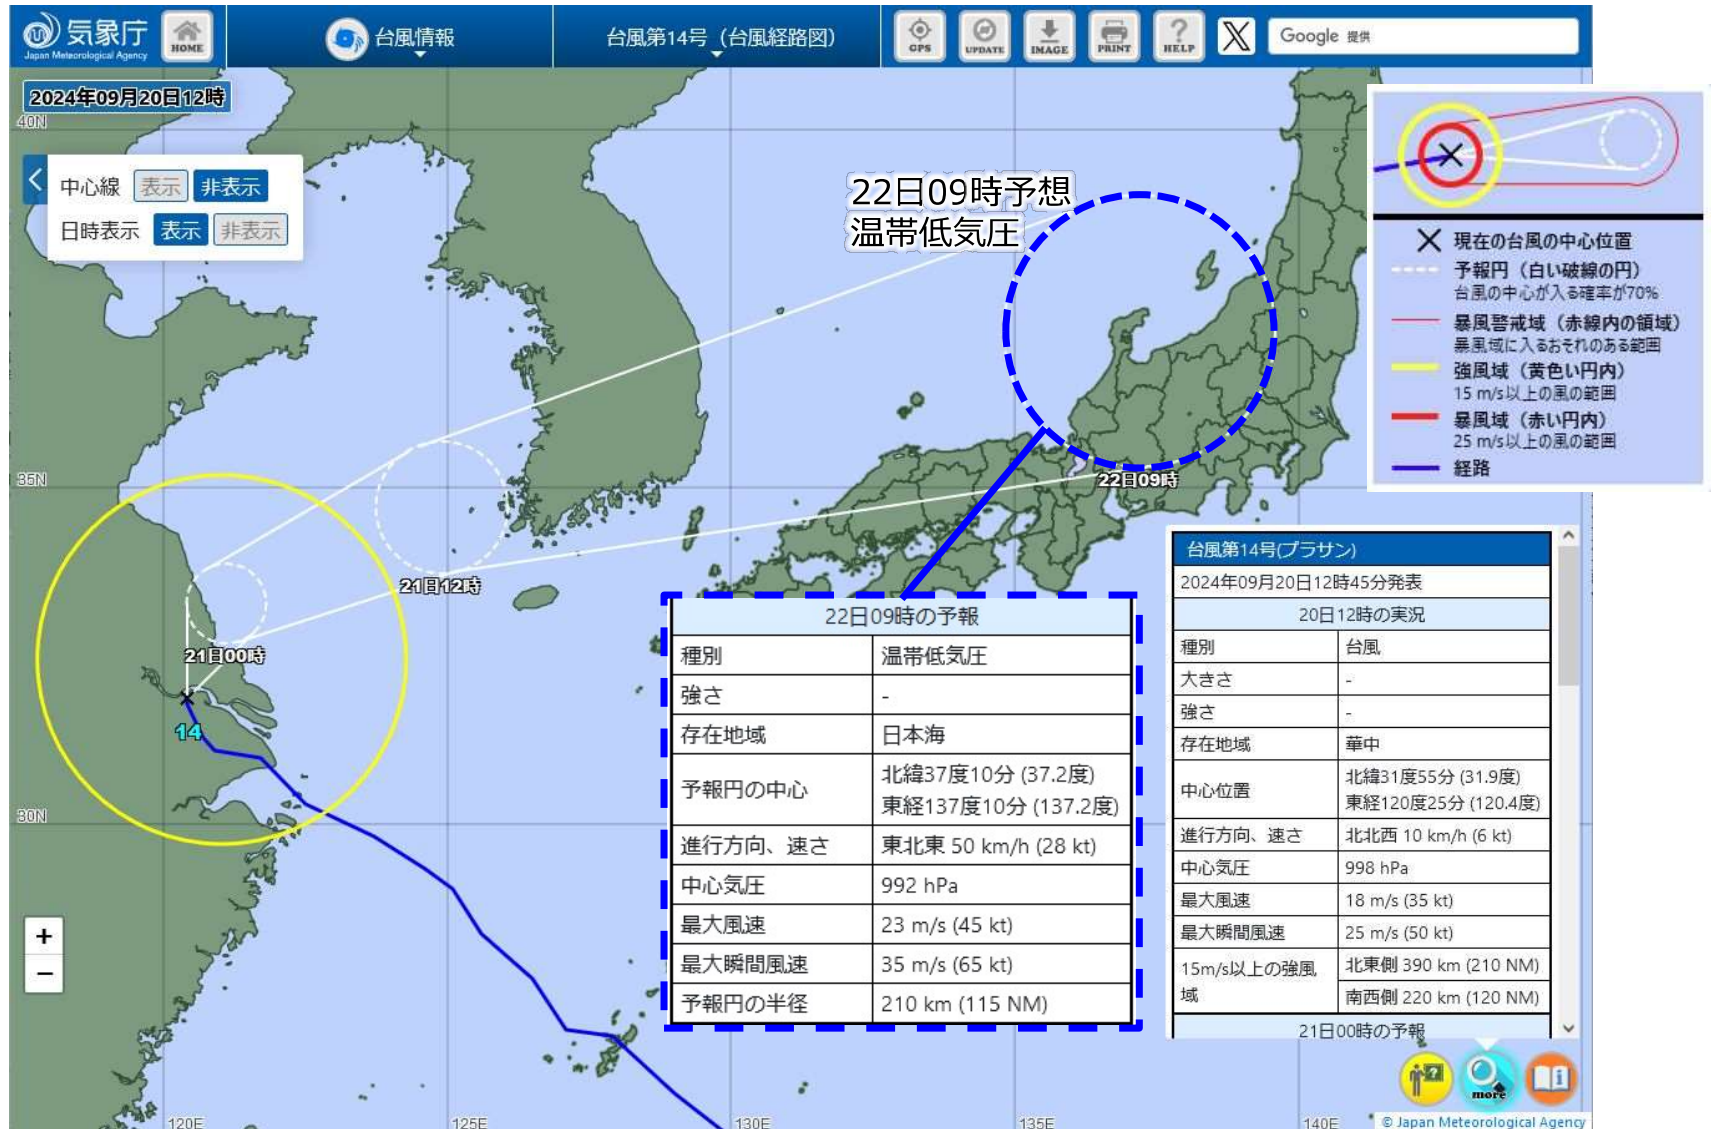 気象庁
Japan Meteorological Agency
HOME
台風情報
台風第14号（台風経路図）
GPS
UPDATE
IMAGE
PRINT
HELP
Google 提供
2024年09月20日12時
40N
中心線 表示 非表示
日時表示 表示 非表示
22日09時予想
温帯低気圧
現在の台風の中心位置
予報円（白い破線の円）
台風の中心が入る確率が70%
暴風警戒域（赤線内の領域）
暴風域に入るおそれのある範囲
強風域（黄色い円内）
15 m/s以上の風の範囲
暴風域（赤い円内）
25 m/s以上の風の範囲
経路
35N
22日09時
21日12時
21日00時
14
30N
+
−
22日09時の予報
種別 温帯低気圧
強さ -
存在地域 日本海
予報円の中心 北緯37度10分 (37.2度)
東経137度10分 (137.2度)
進行方向、速さ 東北東 50 km/h (28 kt)
中心気圧 992 hPa
最大風速 23 m/s (45 kt)
最大瞬間風速 35 m/s (65 kt)
予報円の半径 210 km (115 NM)
台風第14号(プラサン)
2024年09月20日12時45分発表
20日12時の実況
種別 台風
大きさ -
強さ -
存在地域 華中
中心位置 北緯31度55分 (31.9度)
東経120度25分 (120.4度)
進行方向、速さ 北北西 10 km/h (6 kt)
中心気圧 998 hPa
最大風速 18 m/s (35 kt)
最大瞬間風速 25 m/s (50 kt)
15m/s以上の強風域 北東側 390 km (210 NM)
南西側 220 km (120 NM)
21日00時の予報
more
120E
125E
130E
135E
140E
© Japan Meteorological Agency